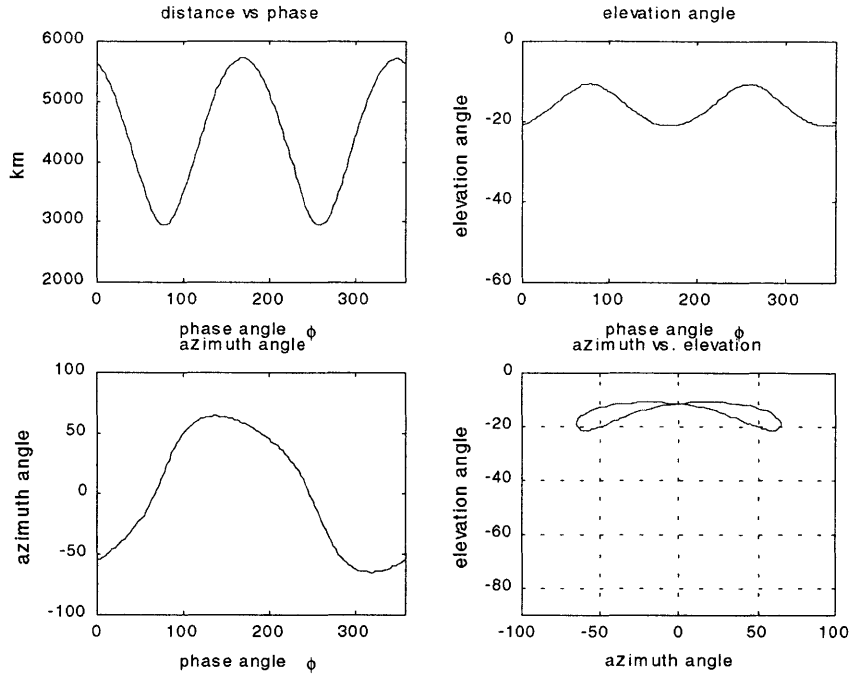 distance vs phase
6000
5000
km
4000
3000
2000
0 100 200 300
phase angle ϕ
elevation angle
0
-20
elevation angle
-40
-60
0 100 200 300
phase angle ϕ
azimuth angle
100
50
azimuth angle
0
-50
-100
0 100 200 300
phase angle ϕ
azimuth vs. elevation
0
-20
elevation angle
-40
-60
-80
-100 -50 0 50 100
azimuth angle